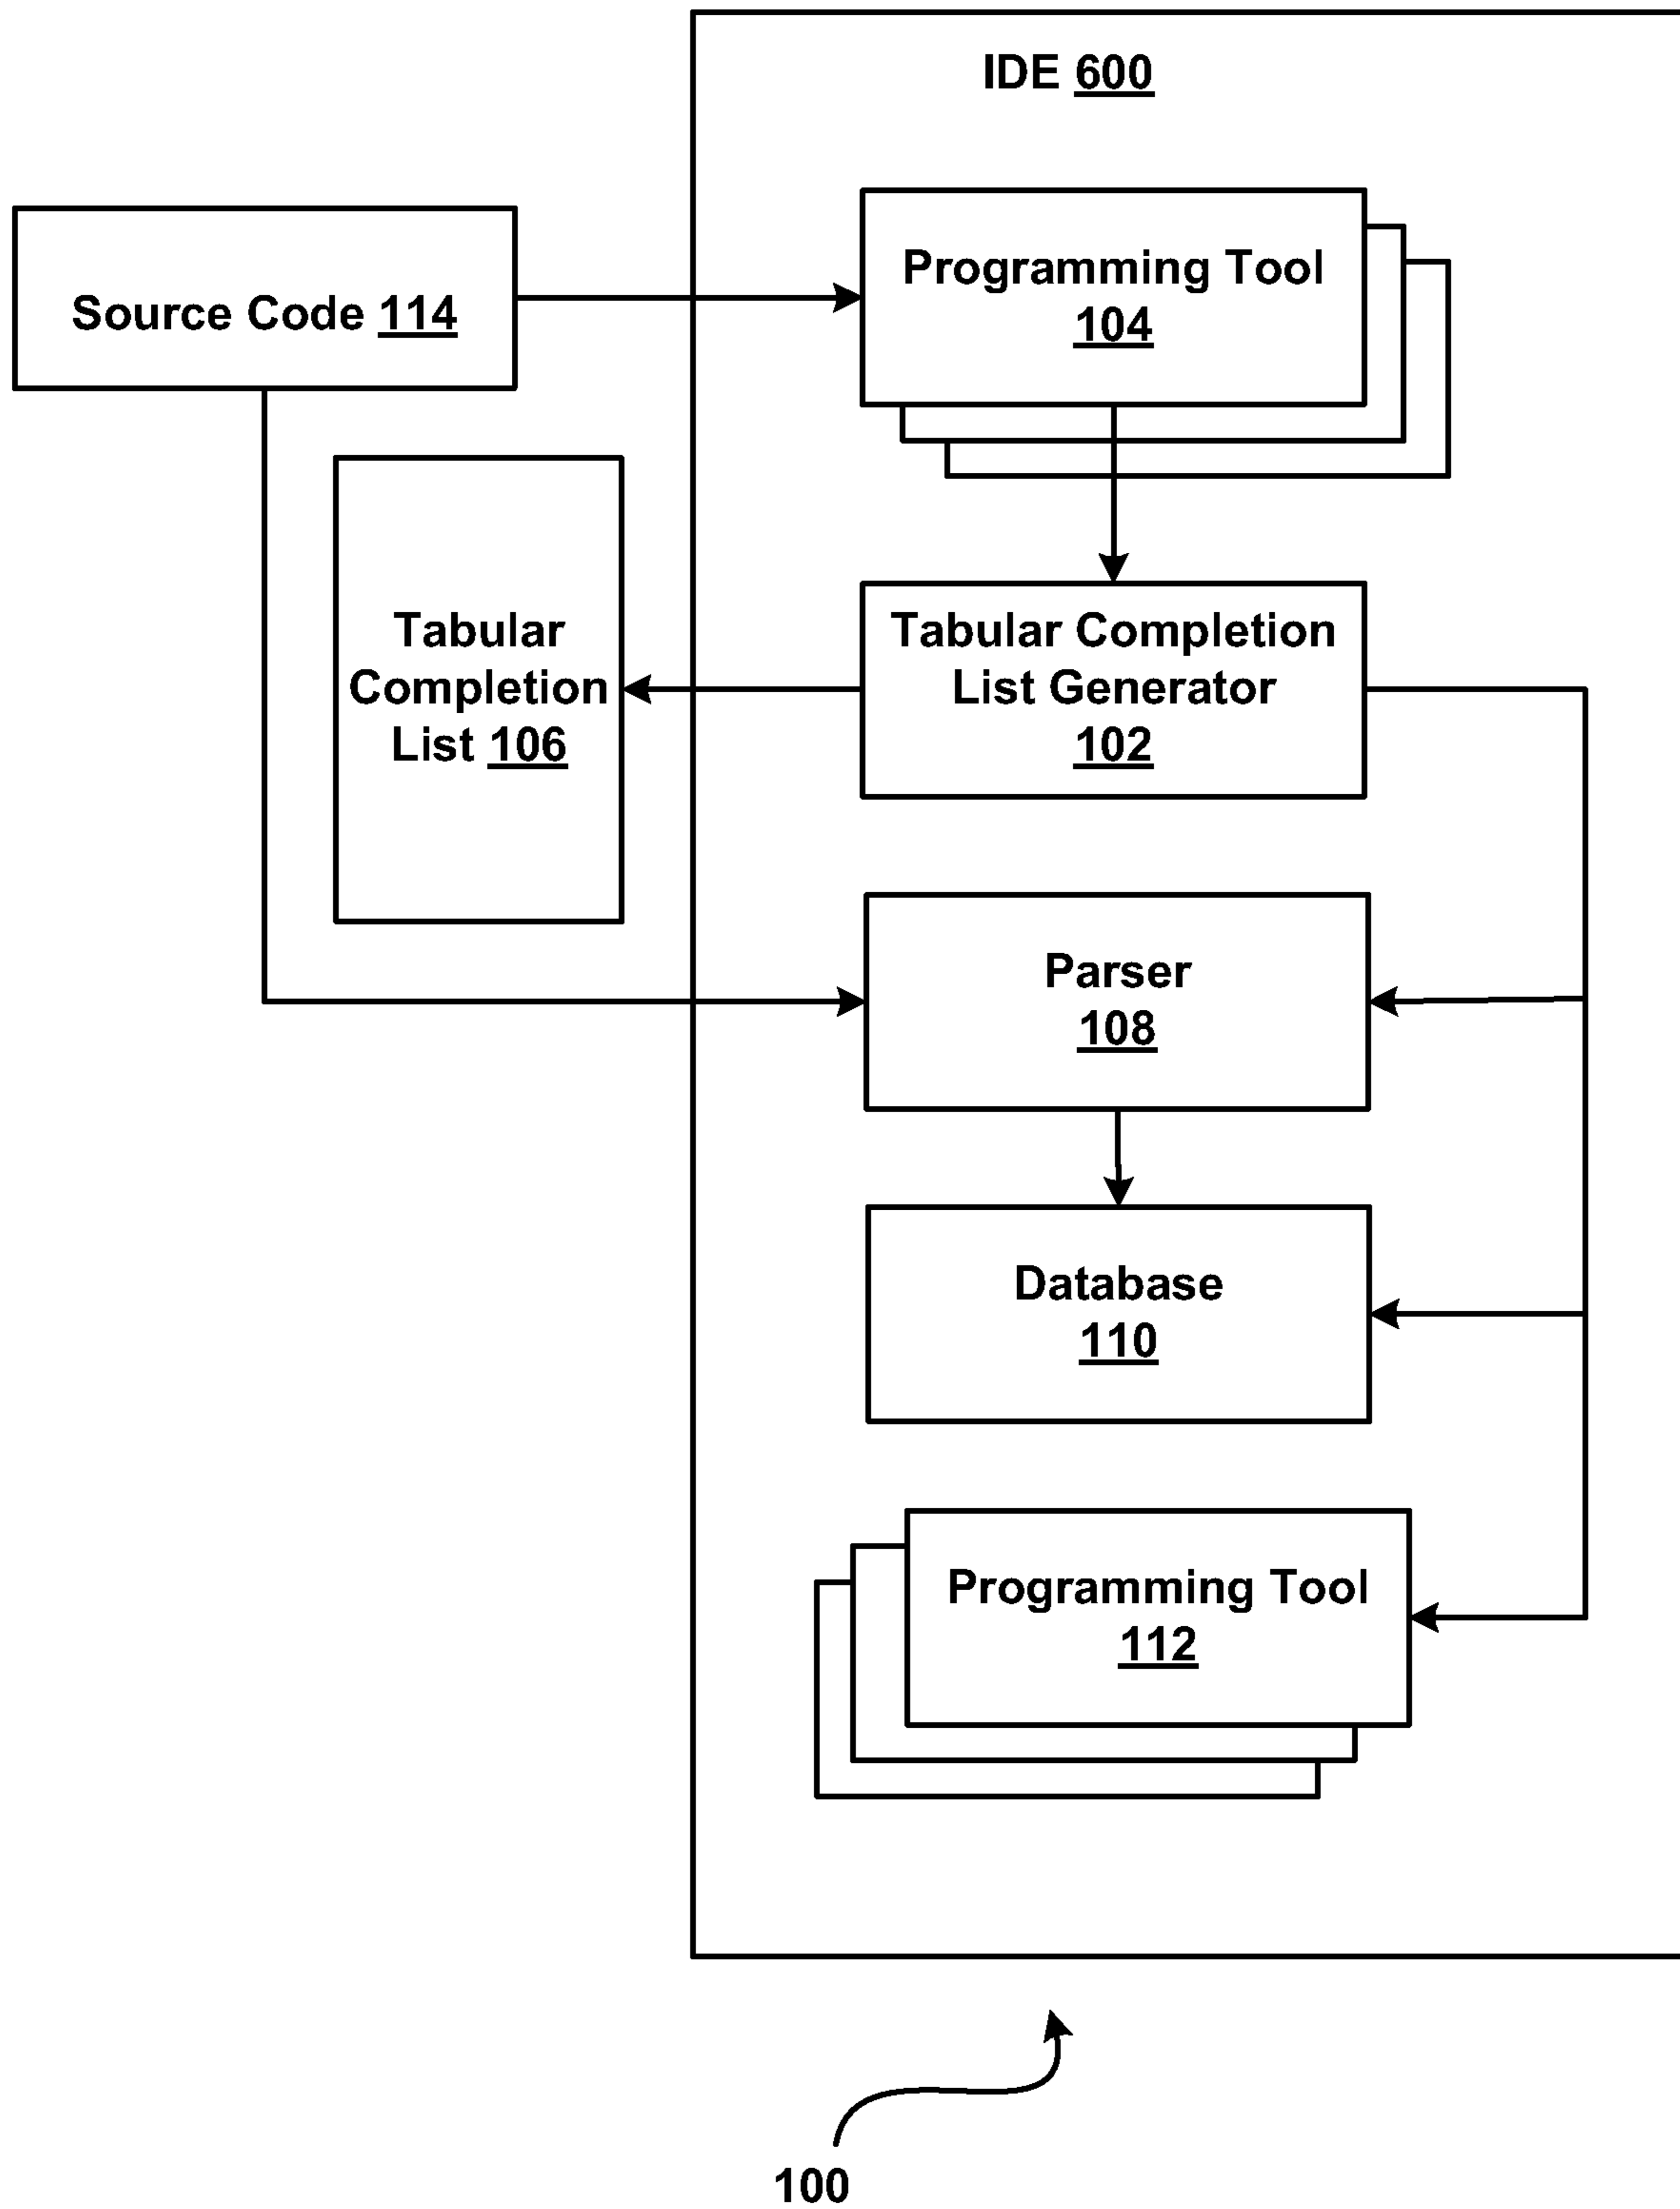 IDE 600
Programming Tool
104
Source Code 114
Tabular
Completion
List 106
Tabular Completion
List Generator
102
Parser
108
Database
110
Programming Tool
112
100